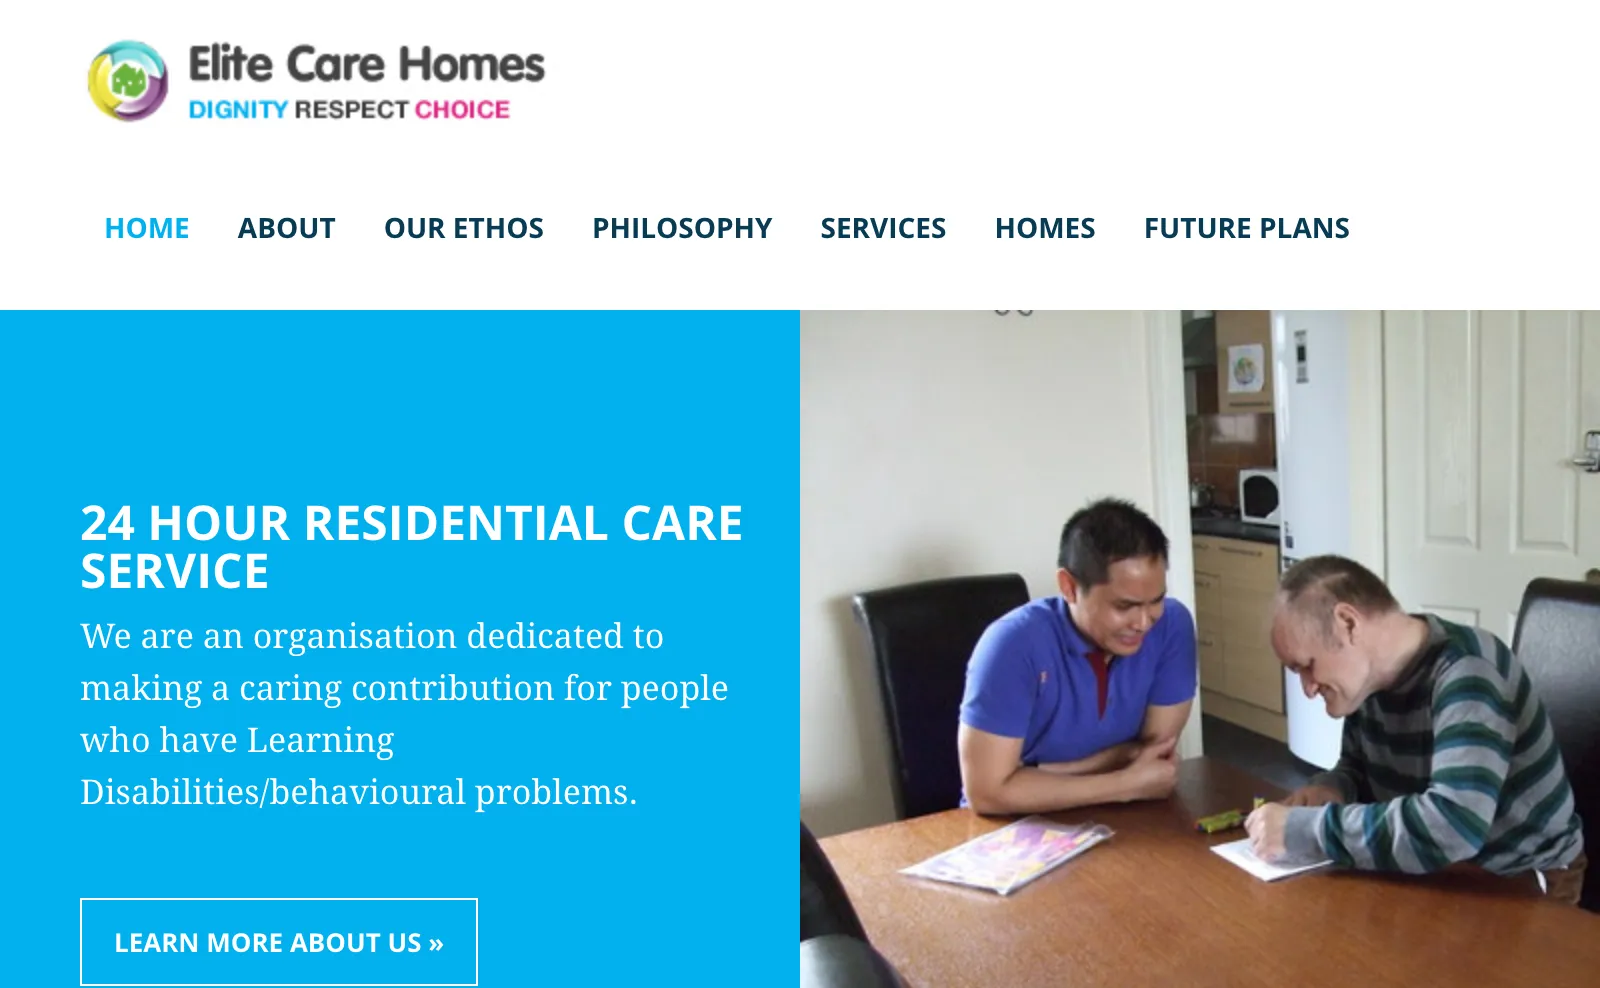 Elite Care Homes
DIGNITY RESPECT CHOICE
HOME ABOUT OUR ETHOS PHILOSOPHY SERVICES HOMES FUTURE PLANS
24 HOUR RESIDENTIAL CARE
SERVICE
We are an organisation dedicated to
making a caring contribution for people
who have Learning
Disabilities/behavioural problems.
LEARN MORE ABOUT US »